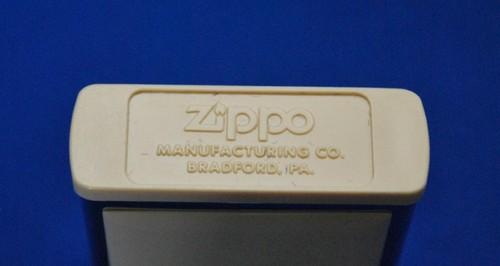 Zippo
MANUFACTURING CO.
BRADFORD, PA.